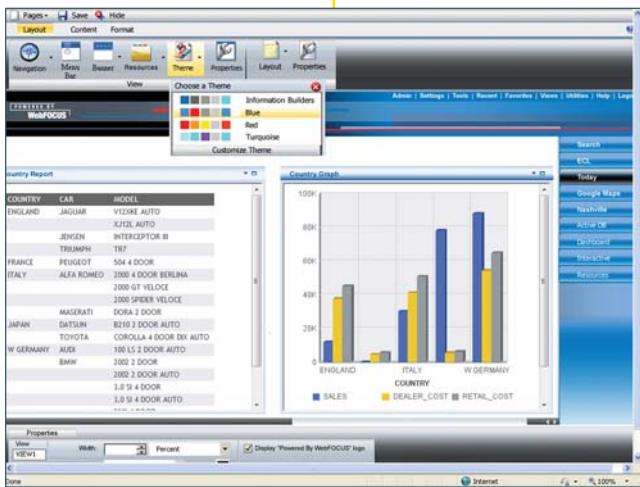 Pages Save Hide
Layout Content Format
Navigation Menu Bar Banner Resources Theme Properties Layout Properties
View
Choose a Theme
Information Builders
Blue
Red
Turquoise
Customize Theme
Admin | Settings | Tools | Recent | Favorites | Views | Utilities | Help | Logo
POWERED BY
WebFOCUS
Search
ECL
Today
Google Maps
Nashville
Active DB
Dashboard
Interactive
Resources
ountry Report
COUNTRY CAR MODEL
ENGLAND JAGUAR V12XKE AUTO
XJ12L AUTO
JENSEN INTERCEPTOR III
TRIUMPH TR7
FRANCE PEUGEOT 504 4 DOOR
ITALY ALFA ROMEO 2000 4 DOOR BERLINA
2000 GT VELOCE
2000 SPIDER VELOCE
MASERATI DORA 2 DOOR
JAPAN DATSUN B210 2 DOOR AUTO
TOYOTA COROLLA 4 DOOR DIX AUTO
W GERMANY AUDI 100 LS 2 DOOR AUTO
BMW 2002 2 DOOR
2002 2 DOOR AUTO
3.0 SI 4 DOOR
3.0 SI 4 DOOR AUTO
Country Graph
100K
80K
60K
40K
20K
0K
ENGLAND ITALY W.GERMANY
COUNTRY
SALES DEALER_COST RETAIL_COST
Properties
View
VIEW1
Width: Percent Display "Powered By WebFOCUS" logo
Done Internet 100%